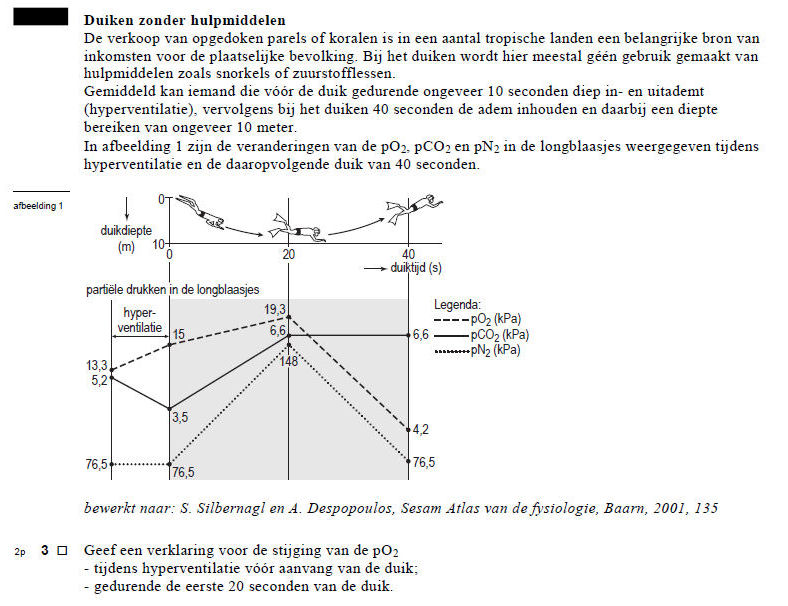 Duiken zonder hulpmiddelen
De verkoop van opgedoken parels of koralen is in een aantal tropische landen een belangrijke bron van
inkomsten voor de plaatselijke bevolking. Bij het duiken wordt hier meestal géén gebruik gemaakt van
hulpmiddelen zoals snorkels of zuurstofflessen.
Gemiddeld kan iemand die vóór de duik gedurende ongeveer 10 seconden diep in- en uitademt
(hyperventilatie), vervolgens bij het duiken 40 seconden de adem inhouden en daarbij een diepte
bereiken van ongeveer 10 meter.
In afbeelding 1 zijn de veranderingen van de pO2, pCO2 en pN2 in de longblaasjes weergegeven tijdens
hyperventilatie en de daaropvolgende duik van 40 seconden.
afbeelding 1
0
duikdiepte
(m)
10
0
20
40
duiktijd (s)
partiële drukken in de longblaasjes
hyper-
ventilatie
15
19,3
6,6
148
13,3
5,2
3,5
76,5
76,5
6,6
4,2
76,5
Legenda:
pO2 (kPa)
pCO2 (kPa)
pN2 (kPa)
bewerkt naar: S. Silbernagl en A. Despopoulos, Sesam Atlas van de fysiologie, Baarn, 2001, 135
2p 3 □ Geef een verklaring voor de stijging van de pO2
- tijdens hyperventilatie vóór aanvang van de duik;
- gedurende de eerste 20 seconden van de duik.